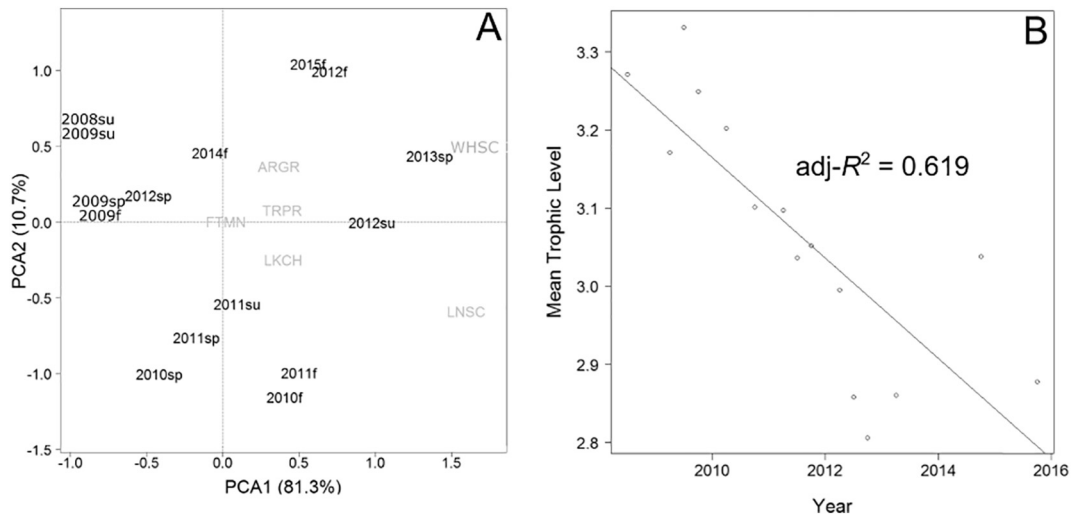 A
1.0
0.5
0.0
-0.5
-1.0
-1.5
PCA2 (10.7%)
2015f
2012f
2008su
2009su
WHSC
2014f
2013sp
ARGR
2012sp
2009sp
TRPR
2009f
FTMN
2012su
LKCH
2011su
LNSC
2011sp
2010sp
2011f
2010f
-1.0 -0.5 0.0 0.5 1.0 1.5
PCA1 (81.3%)
B
3.3
3.2
3.1
3.0
2.9
2.8
Mean Trophic Level
adj-R² = 0.619
2010 2012 2014 2016
Year